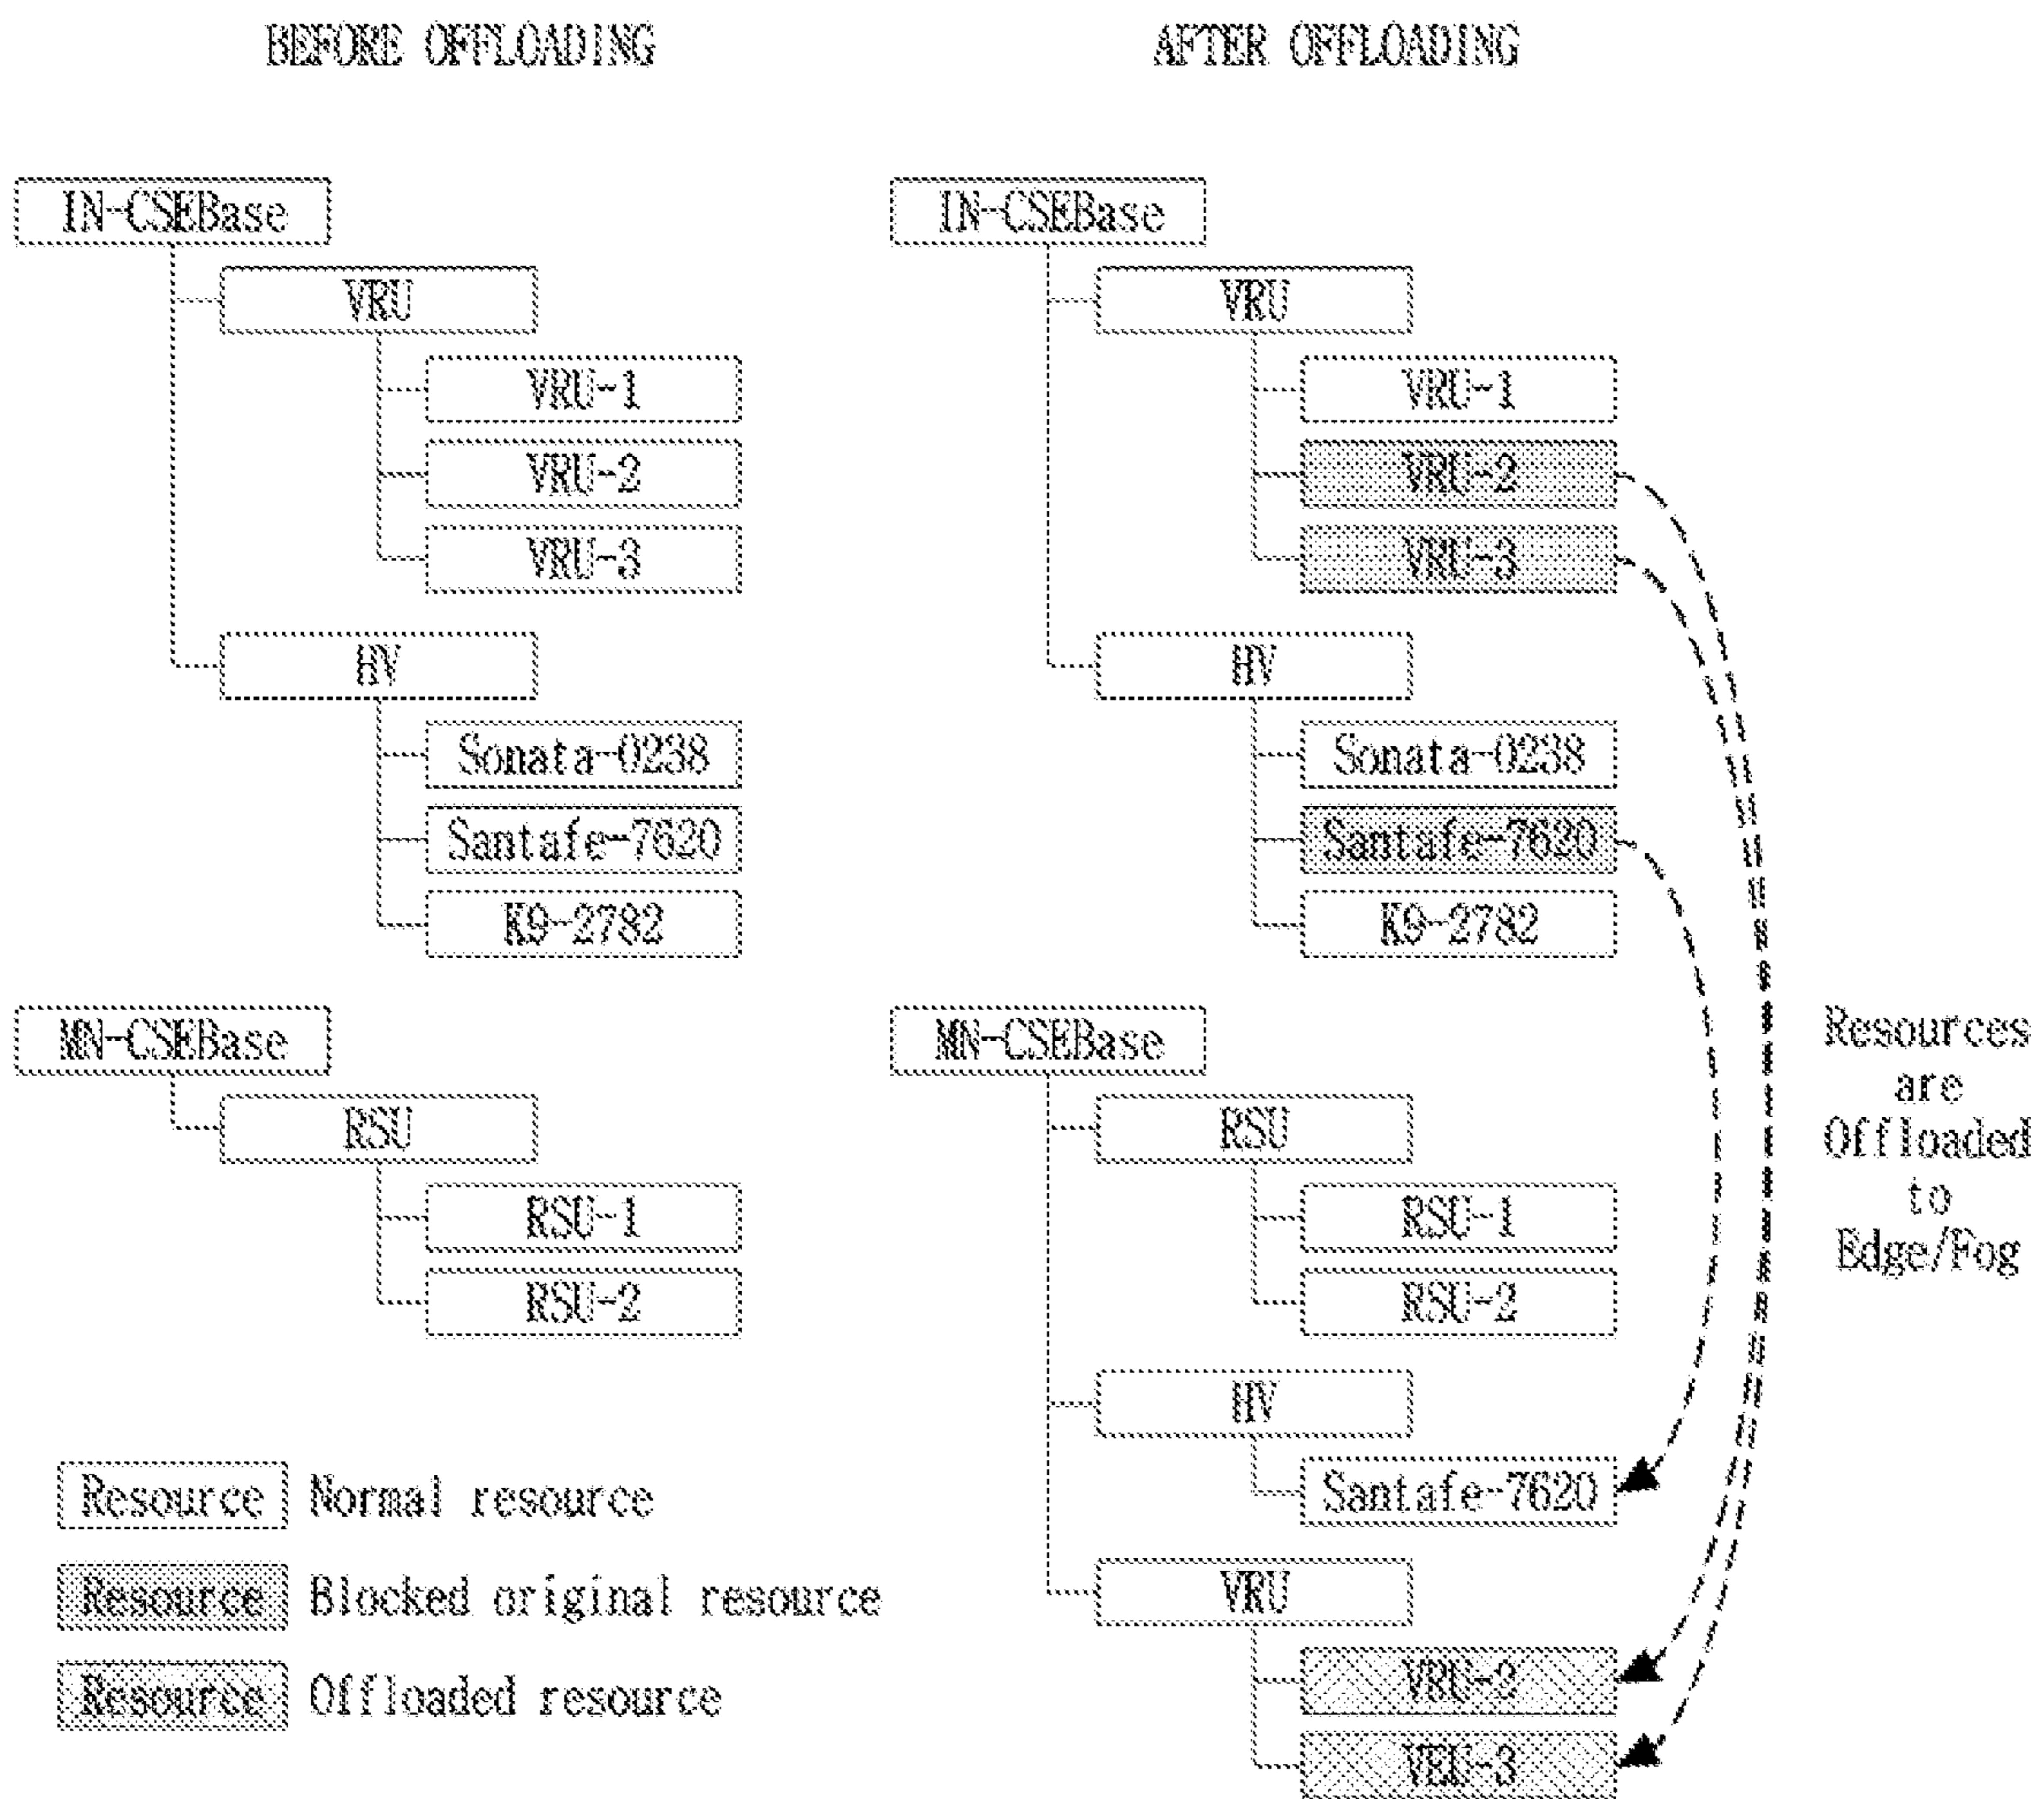 BEFORE OFFLOADING
IN-CSEBase
VRU
VRU-1
VRU-2
VRU-3
HV
Sonata-0238
Santafe-7620
K9-2782
MN-CSEBase
RSU
RSU-1
RSU-2
Resource Normal resource
Resource Blocked original resource
Resource Offloaded resource
AFTER OFFLOADING
IN-CSEBase
VRU
VRU-1
VRU-2
VRU-3
HV
Sonata-0238
Santafe-7620
K9-2782
MN-CSEBase
RSU
RSU-1
RSU-2
HV
Santafe-7620
VRU
VRU-2
VRU-3
Resources
are
Offloaded
to
Edge/Fog